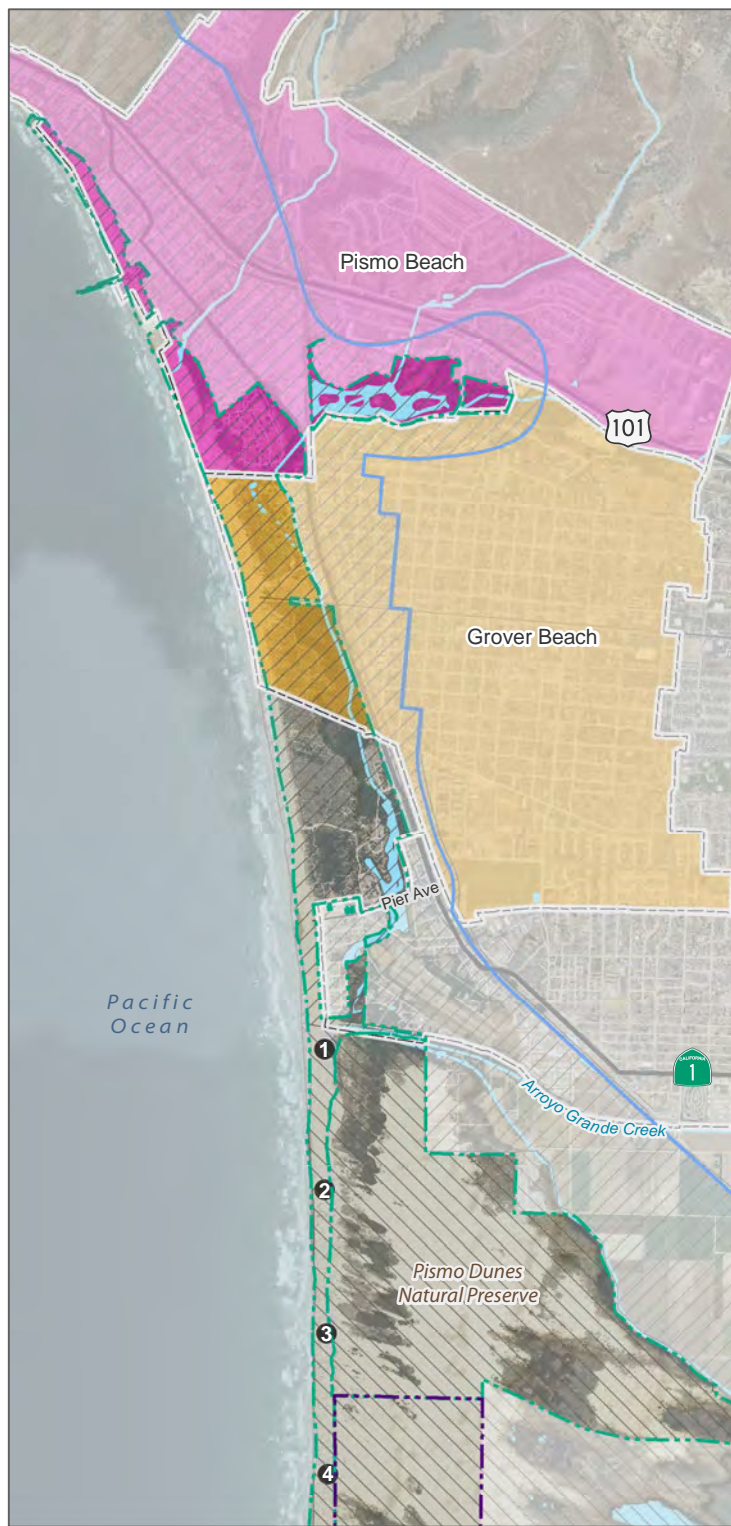 Pismo Beach
101
Grover Beach
Pier Ave
Pacific
Ocean
1
CALIFORNIA
1
Arroyo Grande Creek
2
Pismo Dunes
Natural Preserve
3
4